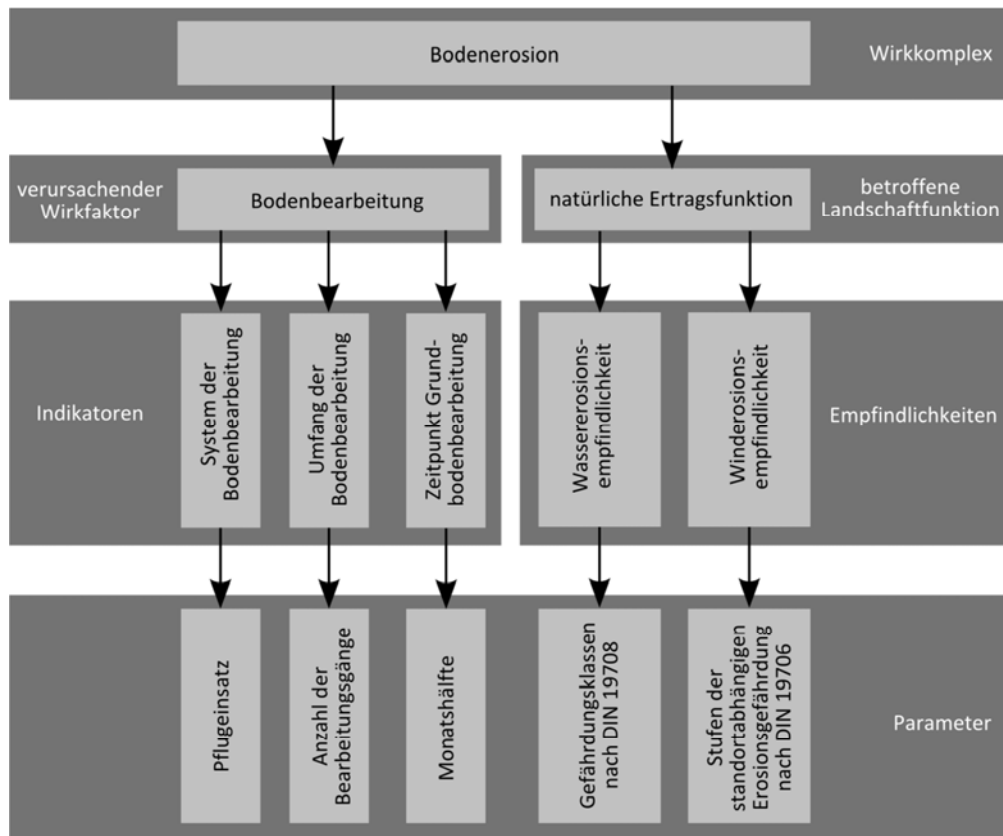 Bodenerosion
Wirkkomplex
verursachender
Wirkfaktor
Bodenbearbeitung
natürliche Ertragsfunktion
betroffene
Landschaftfunktion
Indikatoren
System der
Bodenbearbeitung
Umfang der
Bodenbearbeitung
Zeitpunkt Grund-
bodenbearbeitung
Wassererosions-
empfindlichkeit
Winderosions-
empfindlichkeit
Empfindlichkeiten
Pflugeinsatz
Anzahl der
Bearbeitungsgänge
Monatshälfte
Gefährdungsklassen
nach DIN 19708
Stufen der
standortabhängigen
Erosionsgefährdung
nach DIN 19706
Parameter